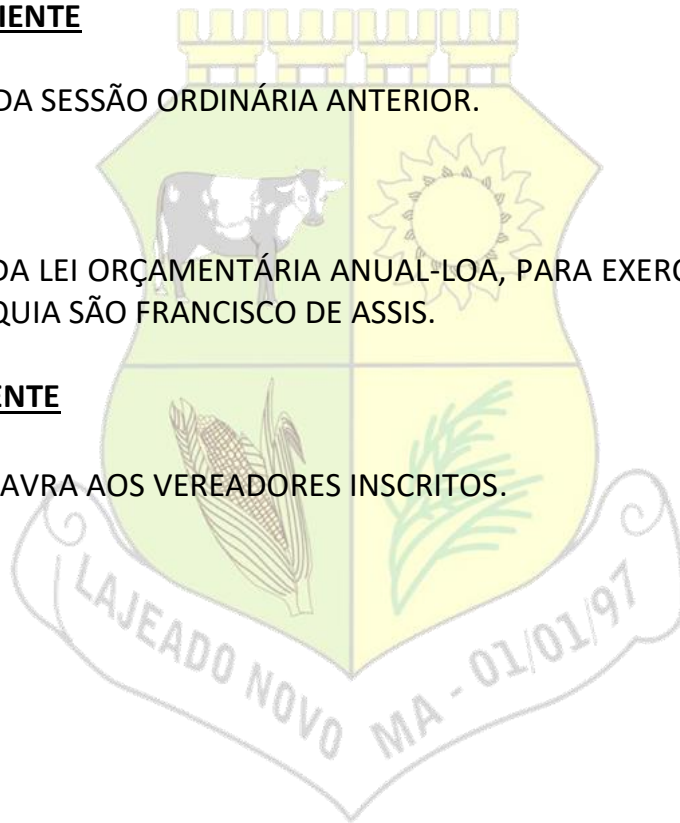 IENTE
DA SESSÃO ORDINÁRIA ANTERIOR.
DA LEI ORÇAMENTÁRIA ANUAL-LOA, PARA EXERC
QUIA SÃO FRANCISCO DE ASSIS.
ENTE
AVRA AOS VEREADORES INSCRITOS.
LAJEADO NOVO MA - 01/01/97